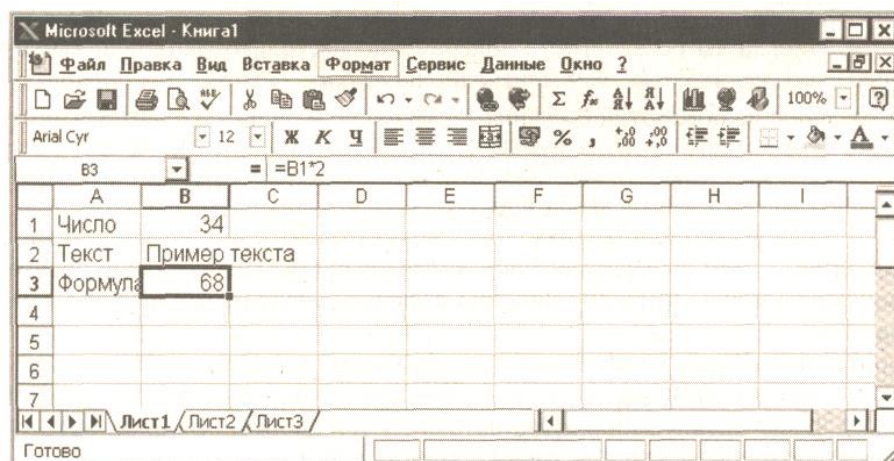 Microsoft Excel - Книга1
Файл Правка Вид Вставка Формат Сервис Данные Окно ?
100%
Arial Cyr 12 Ж К Ч % ,
B3 = =B1*2
A B C D E F G H I
1 Число 34
2 Текст Пример текста
3 Формула 68
4
5
6
7
Лист1 Лист2 Лист3
Готово